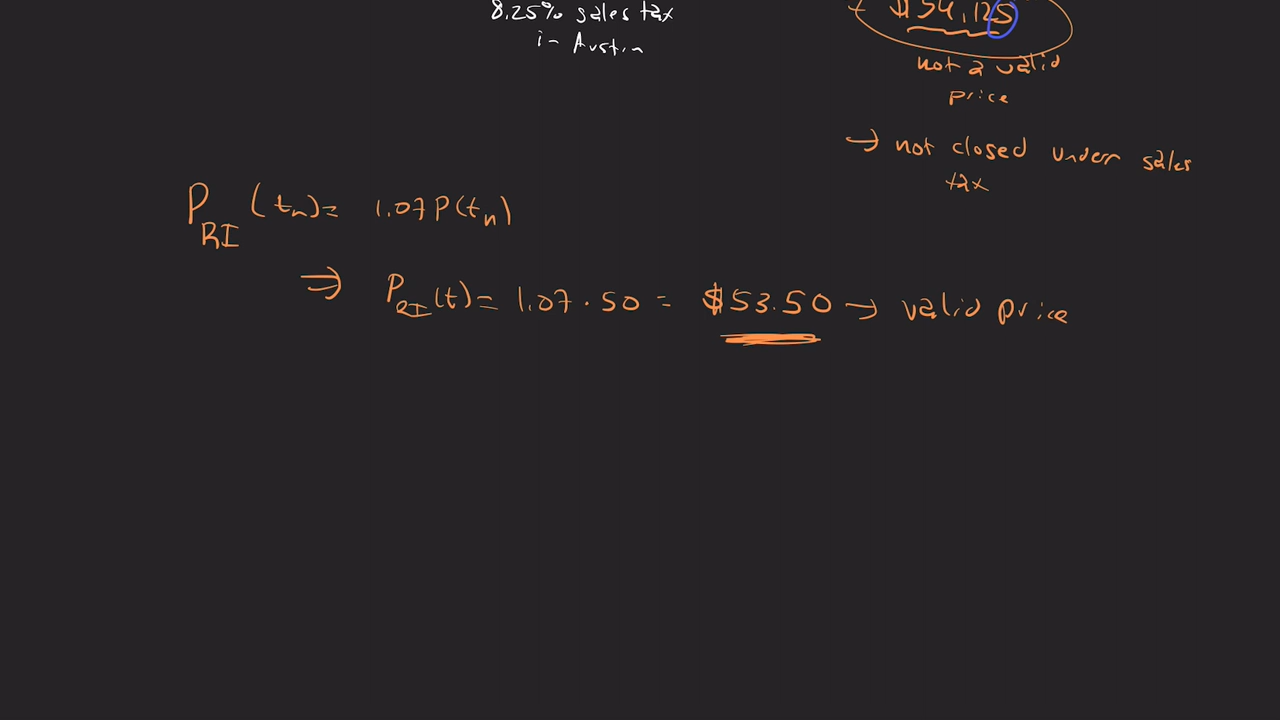 8.25% sales tax
in Austin
$54.125
not a valid
price
→ not closed under sales
tax
P_RI (t_n) = 1.07 P(t_n)
⇒ P_RI (t) = 1.07 · 50 = $53.50 → valid price